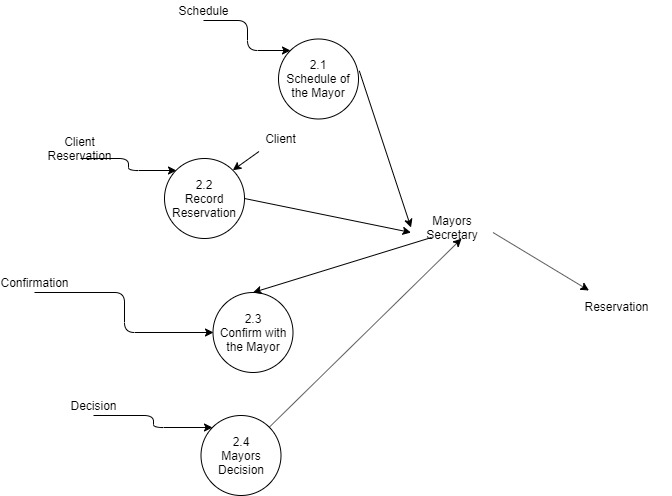 Schedule
2.1
Schedule of
the Mayor
Client
Reservation
Client
2.2
Record
Reservation
Mayors
Secretary
Confirmation
Reservation
2.3
Confirm with
the Mayor
Decision
2.4
Mayors
Decision